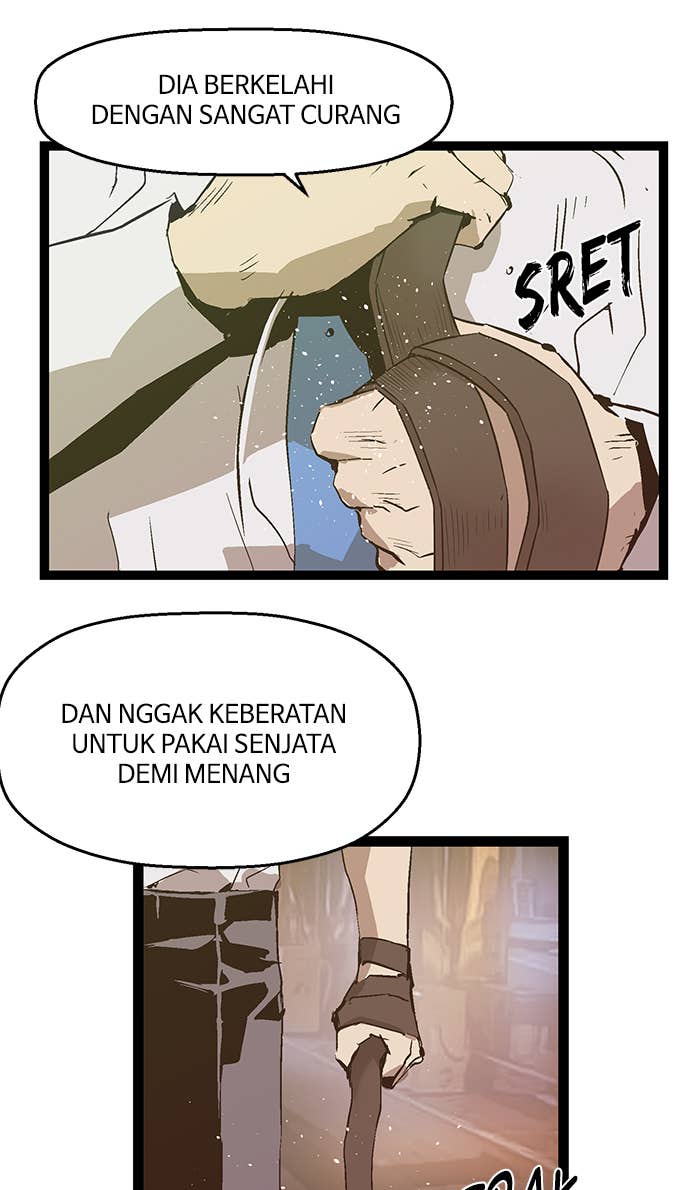 DIA BERKELAHI
DENGAN SANGAT CURANG
SRET
DAN NGGAK KEBERATAN
UNTUK PAKAI SENJATA
DEMI MENANG